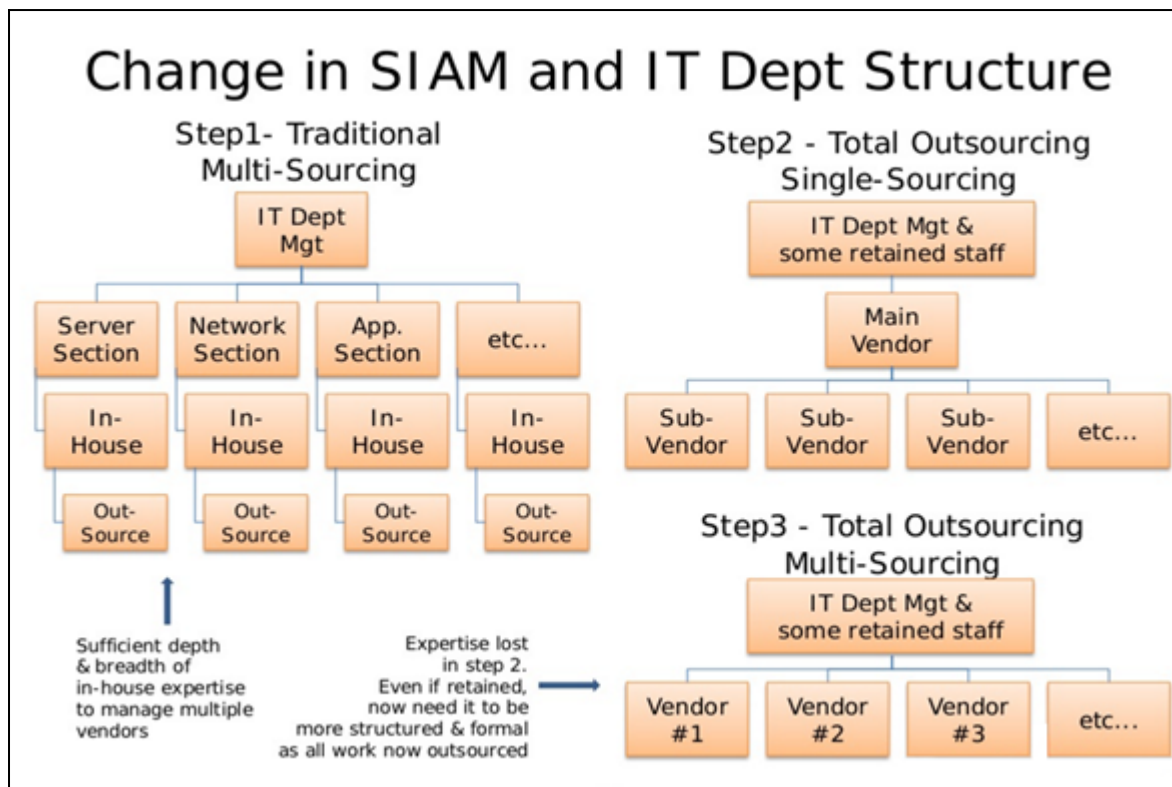 Change in SIAM and IT Dept Structure
Step1- Traditional
Multi-Sourcing
IT Dept
Mgt
Server
Section
Network
Section
App.
Section
etc...
In-
House
In-
House
In-
House
In-
House
Out-
Source
Out-
Source
Out-
Source
Out-
Source
Sufficient depth
& breadth of
in-house expertise
to manage multiple
vendors
Step2 - Total Outsourcing
Single-Sourcing
IT Dept Mgt &
some retained staff
Main
Vendor
Sub-
Vendor
Sub-
Vendor
Sub-
Vendor
etc...
Step3 - Total Outsourcing
Multi-Sourcing
IT Dept Mgt &
some retained staff
Expertise lost
in step 2.
Even if retained,
now need it to be
more structured & formal
as all work now outsourced
Vendor
#1
Vendor
#2
Vendor
#3
etc...